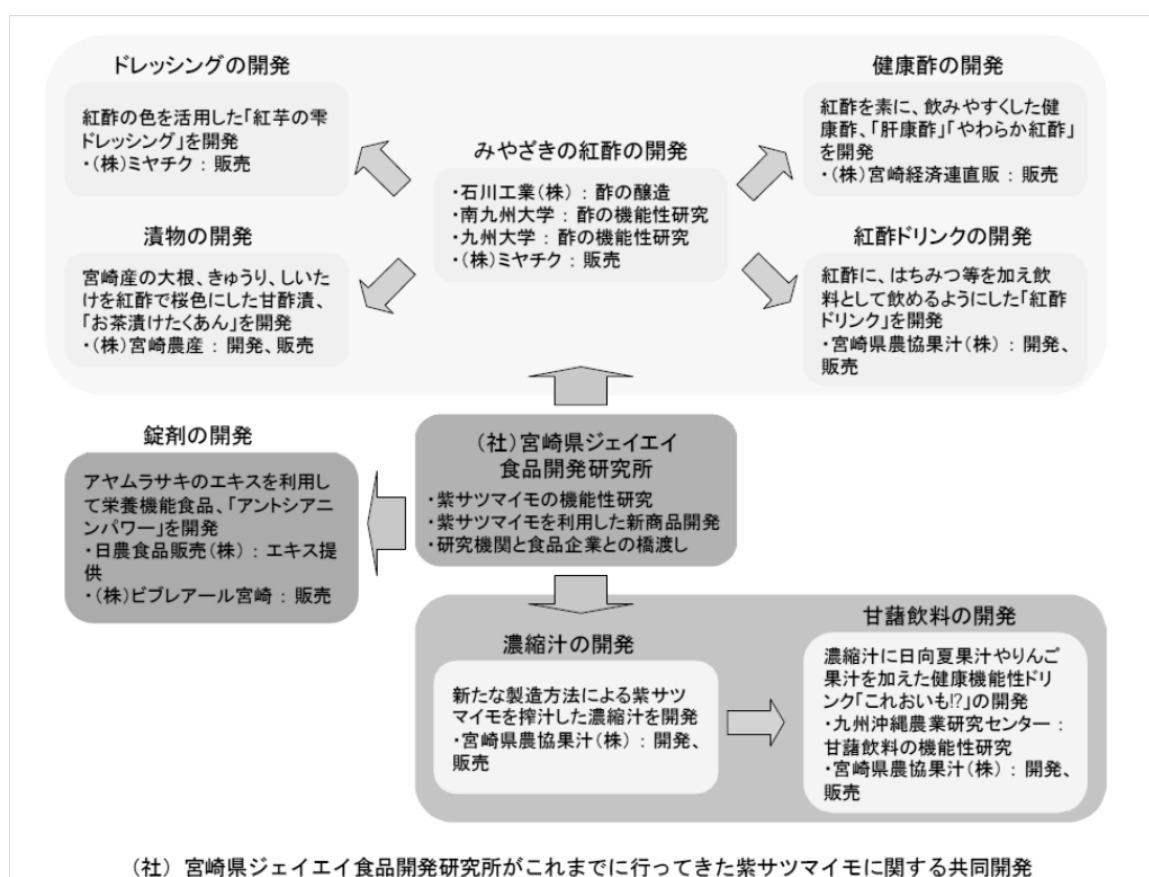 ドレッシングの開発
紅酢の色を活用した「紅芋の雫
ドレッシング」を開発
・(株)ミヤチク : 販売
漬物の開発
宮崎産の大根、きゅうり、しいた
けを紅酢で桜色にした甘酢漬、
「お茶漬けたくあん」を開発
・(株)宮崎農産 : 開発、販売
みやざきの紅酢の開発
・石川工業(株) : 酢の醸造
・南九州大学 : 酢の機能性研究
・九州大学 : 酢の機能性研究
・(株)ミヤチク : 販売
健康酢の開発
紅酢を素に、飲みやすくした健
康酢、「肝康酢」「やわらか紅酢」
を開発
・(株)宮崎経済連直販 : 販売
紅酢ドリンクの開発
紅酢に、はちみつ等を加え飲
料として飲めるようにした「紅酢
ドリンク」を開発
・宮崎県農協果汁(株) : 開発、
販売
(社)宮崎県ジェイエイ
食品開発研究所
・紫サツマイモの機能性研究
・紫サツマイモを利用した新商品開発
・研究機関と食品企業との橋渡し
錠剤の開発
アヤムラサキのエキスを利用し
て栄養機能食品、「アントシアニ
ンパワー」を開発
・日農食品販売(株) : エキス提
供
・(株)ビブレアール宮崎 : 販売
濃縮汁の開発
新たな製造方法による紫サツ
マイモを搾汁した濃縮汁を開発
・宮崎県農協果汁(株) : 開発、
販売
甘藷飲料の開発
濃縮汁に日向夏果汁やりんご
果汁を加えた健康機能性ドリ
ンク「これおいも!?」の開発
・九州沖縄農業研究センター :
甘藷飲料の機能性研究
・宮崎県農協果汁(株) : 開発、
販売
(社) 宮崎県ジェイエイ食品開発研究所がこれまでに行ってきた紫サツマイモに関する共同開発